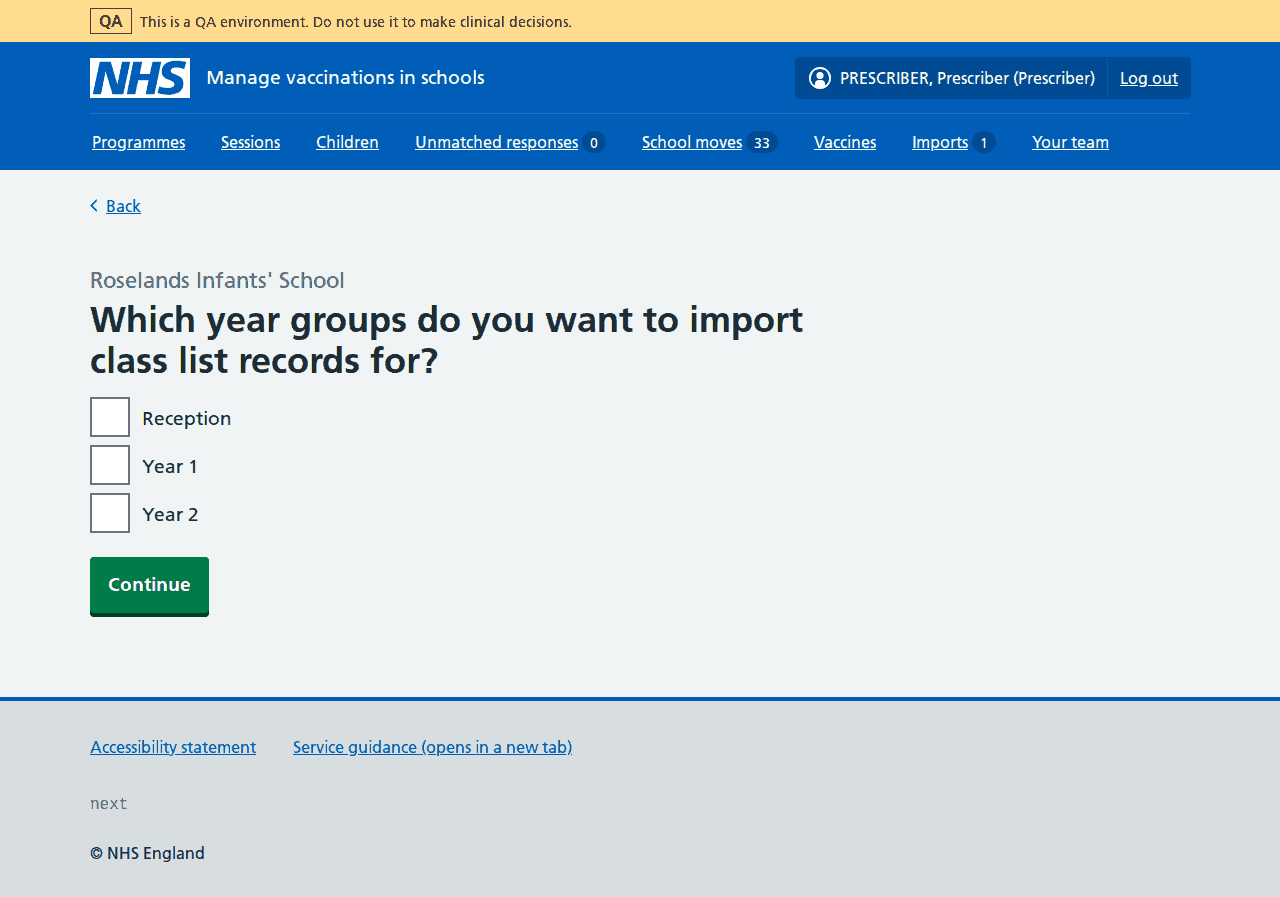 QA This is a QA environment. Do not use it to make clinical decisions.
NHS Manage vaccinations in schools PRESCRIBER, Prescriber (Prescriber) Log out
Programmes Sessions Children Unmatched responses 0 School moves 33 Vaccines Imports 1 Your team
Back
Roselands Infants' School
Which year groups do you want to import
class list records for?
Reception
Year 1
Year 2
Continue
Accessibility statement Service guidance (opens in a new tab)
next
© NHS England